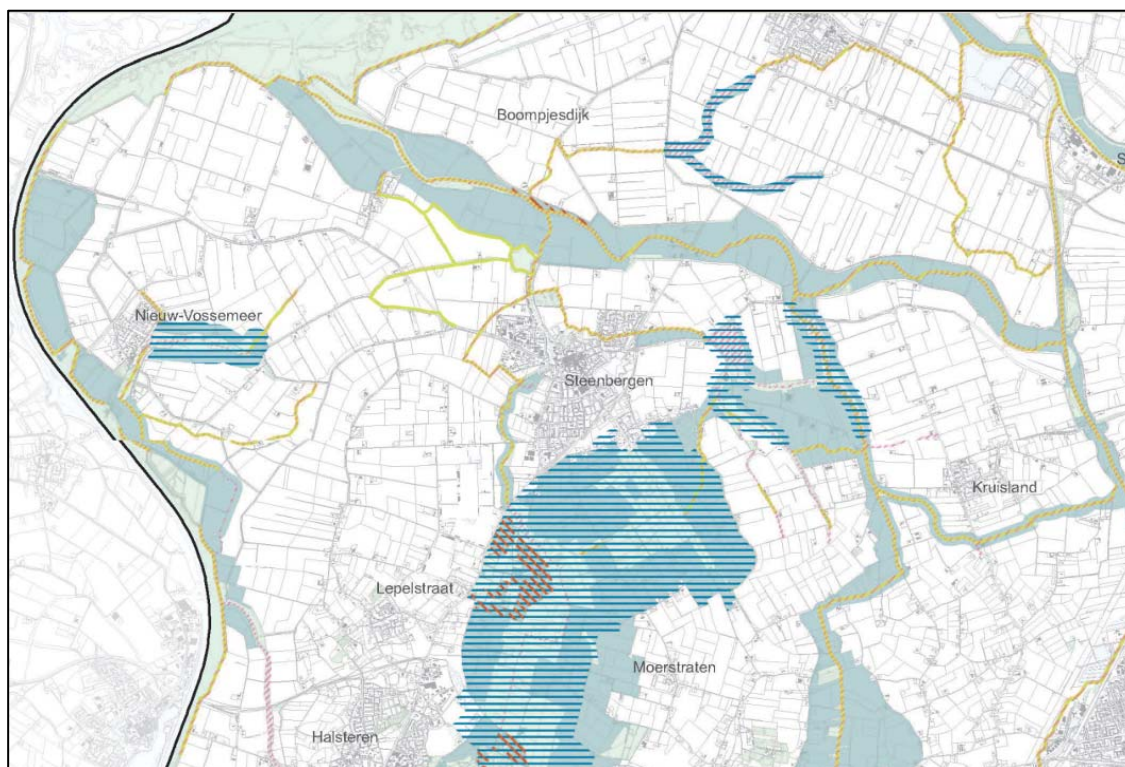 Boompjesdijk
S
Nieuw-Vossemeer
Steenbergen
Kruisland
Lepelstraat
Moerstraten
Halsteren